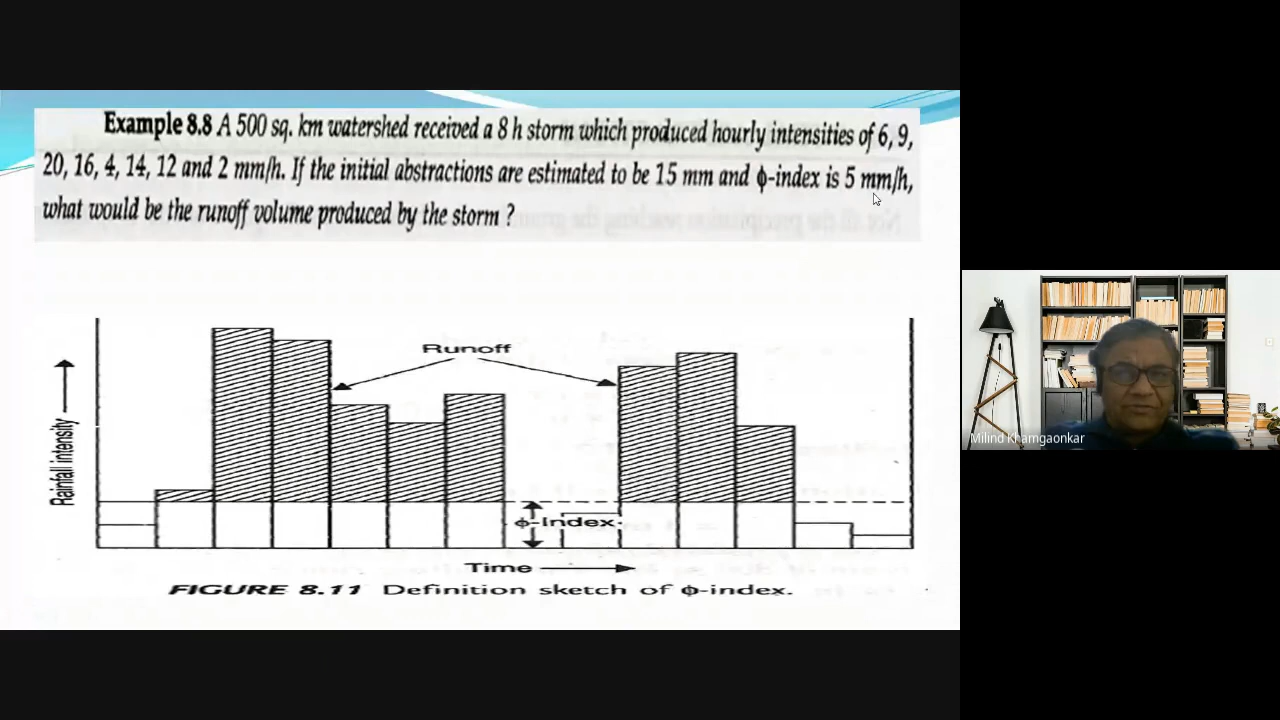 Example 8.8 A 500 sq. km watershed received a 8 h storm which produced hourly intensities of 6, 9,
20, 16, 4, 14, 12 and 2 mm/h. If the initial abstractions are estimated to be 15 mm and ϕ-index is 5 mm/h,
what would be the runoff volume produced by the storm ?
Runoff
Rainfall intensity
ϕ-index
Time
FIGURE 8.11 Definition sketch of ϕ-index.
Milind Khamgaonkar